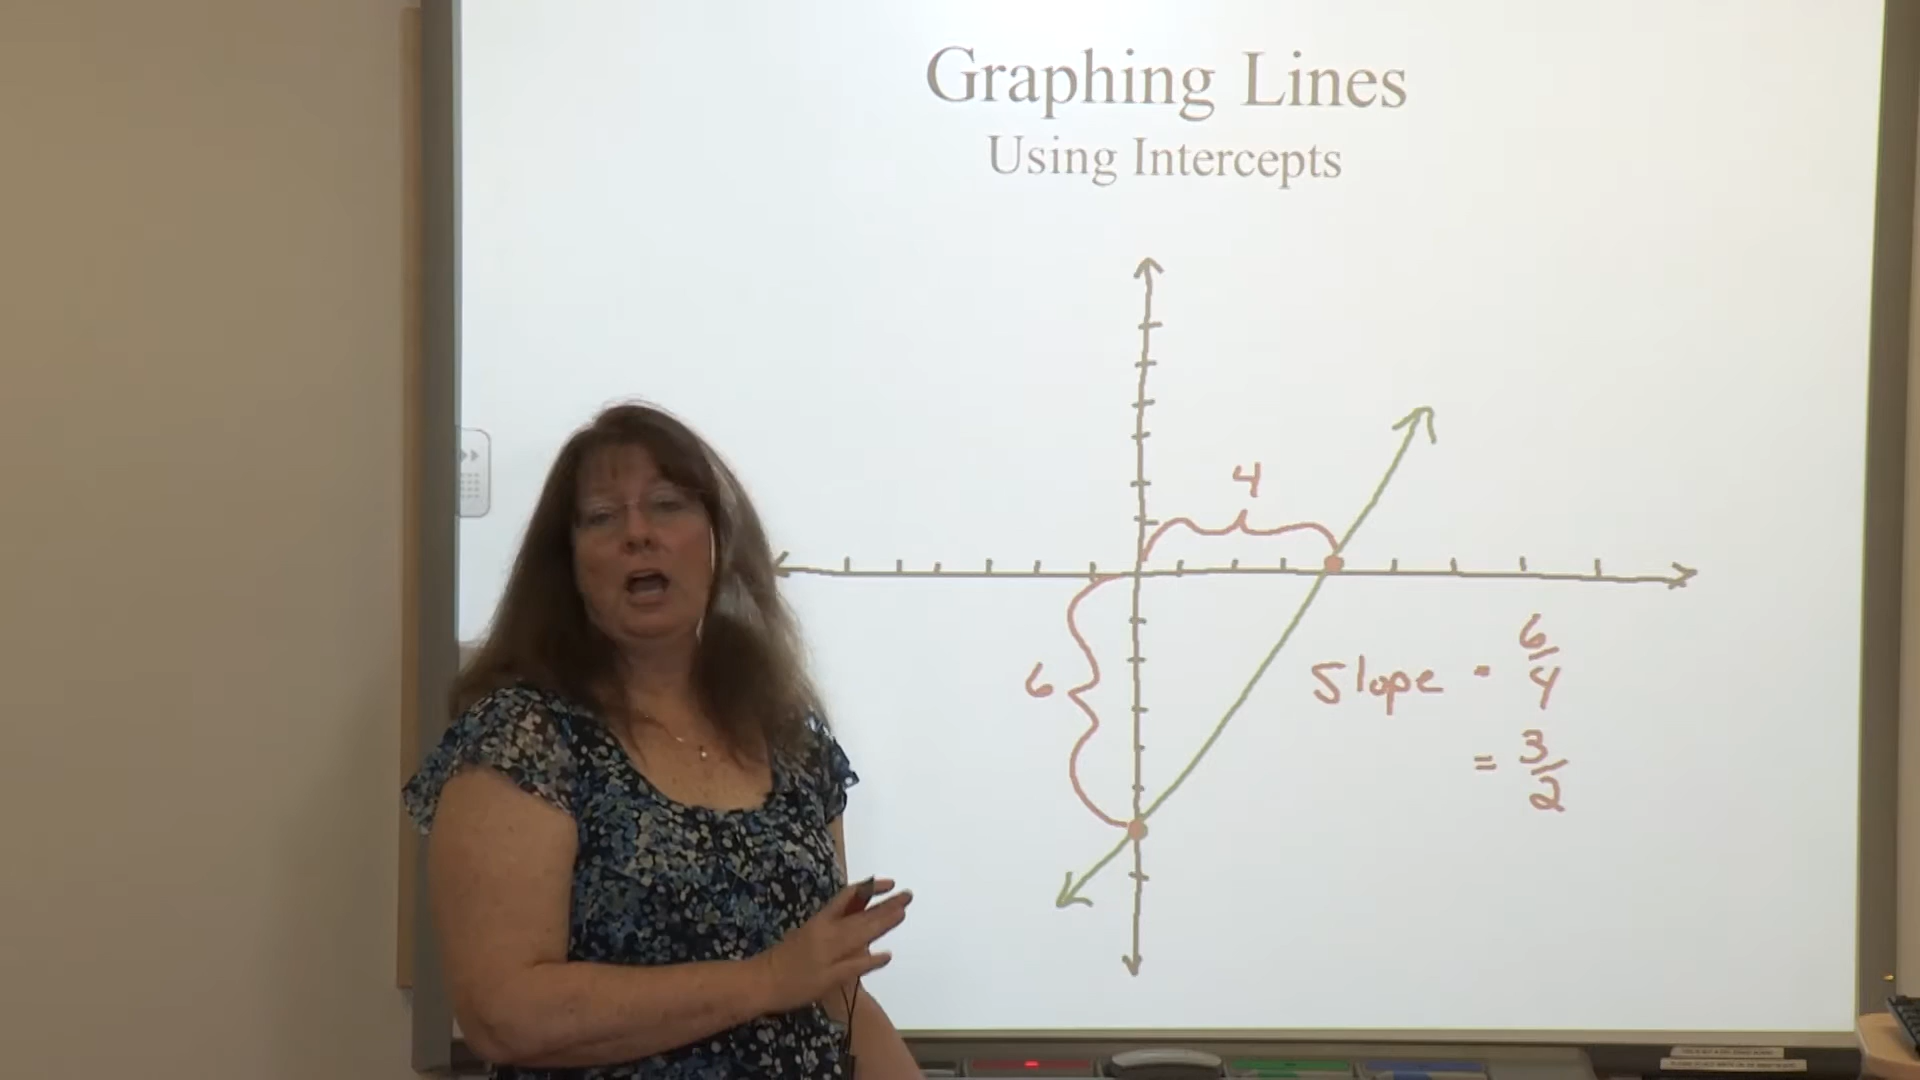 Graphing Lines
Using Intercepts
4
6
Slope = 6/4
= 3/2